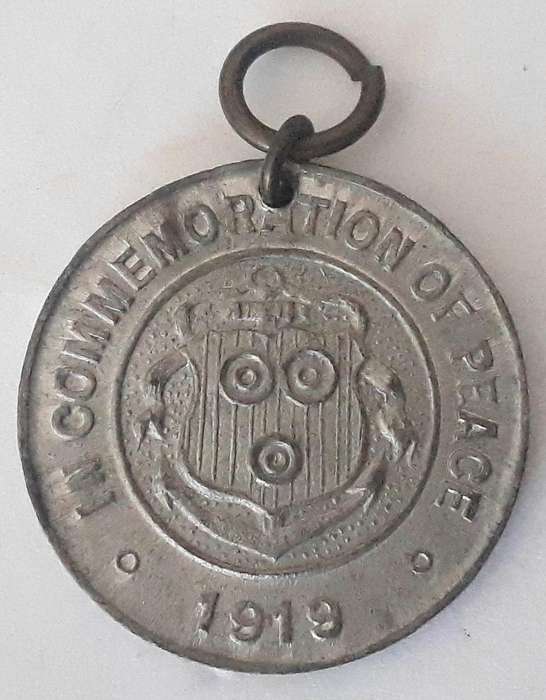 IN COMMEMORATION OF PEACE
1919